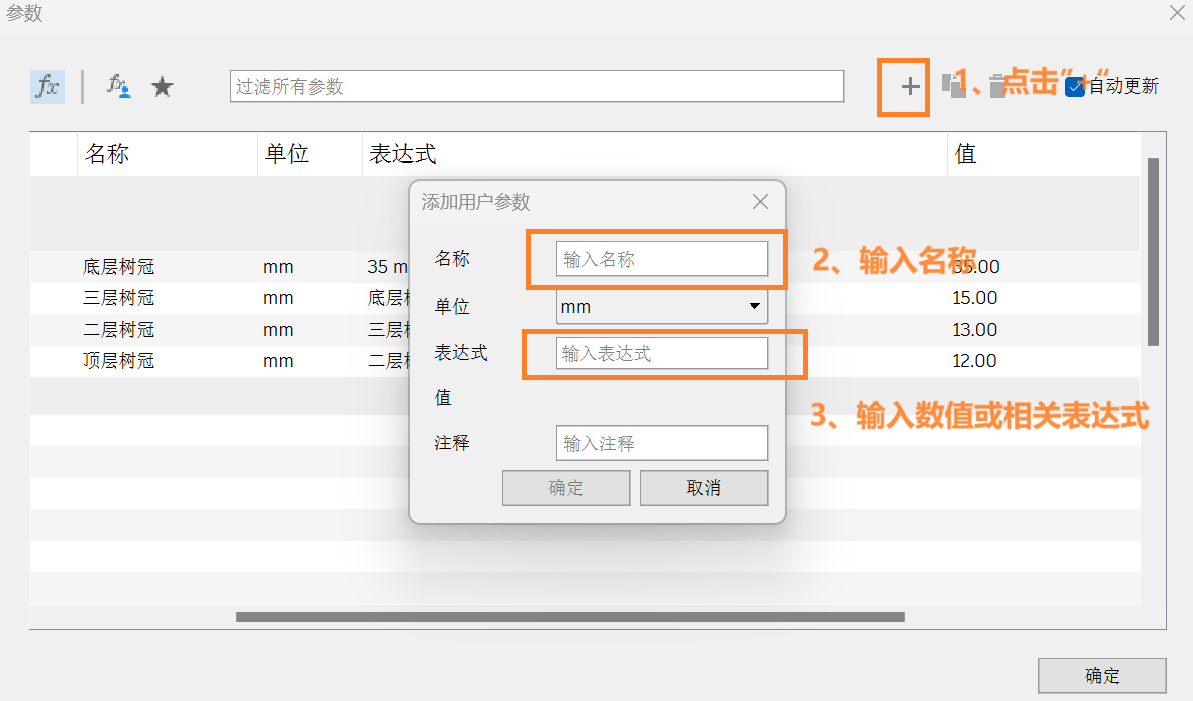 参数
fx
fx
过滤所有参数
+
1、点击“+“
自动更新
名称 单位 表达式 值
添加用户参数
名称 输入名称
2、输入名称
底层树冠 mm 35 m 35.00
单位 mm
三层树冠 mm 底层 15.00
二层树冠 mm 三层 13.00
表达式 输入表达式
顶层树冠 mm 二层 12.00
值
3、输入数值或相关表达式
注释 输入注释
确定 取消
确定